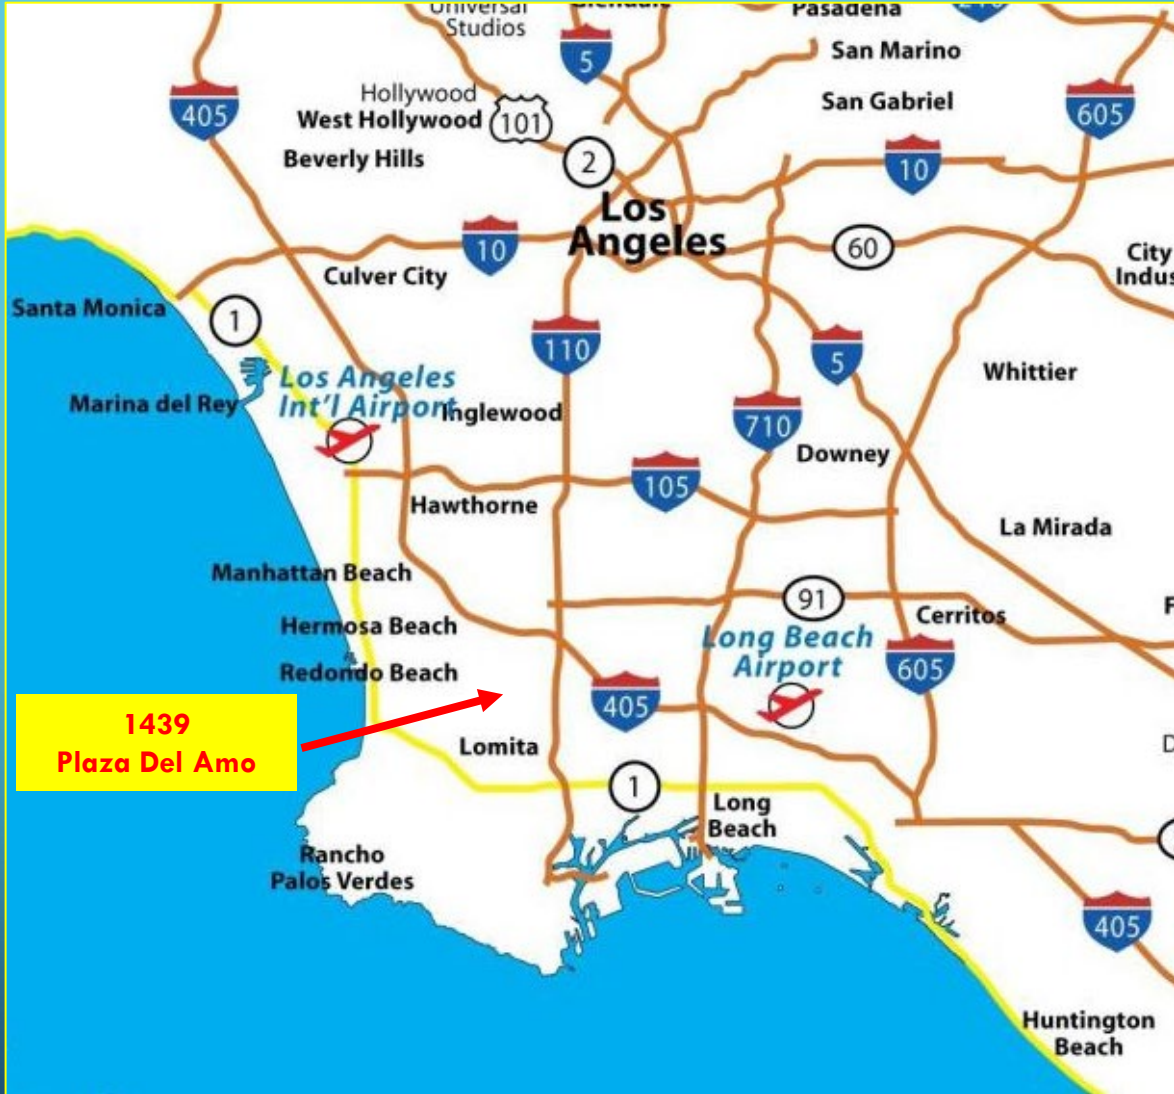 Universal
Studios
Glendale
Pasadena
210
5
San Marino
405
Hollywood
West Hollywood
101
San Gabriel
605
Beverly Hills
2
10
Los
Angeles
10
60
City
Culver City
Santa Monica
1
110
5
Whittier
Los Angeles
Int'l Airport
Marina del Rey
Inglewood
710
Downey
105
Hawthorne
La Mirada
Manhattan Beach
91
Cerritos
Hermosa Beach
Long Beach
Airport
Redondo Beach
605
405
1439
Plaza Del Amo
Lomita
1
Long
Beach
Rancho
Palos Verdes
405
Huntington
Beach